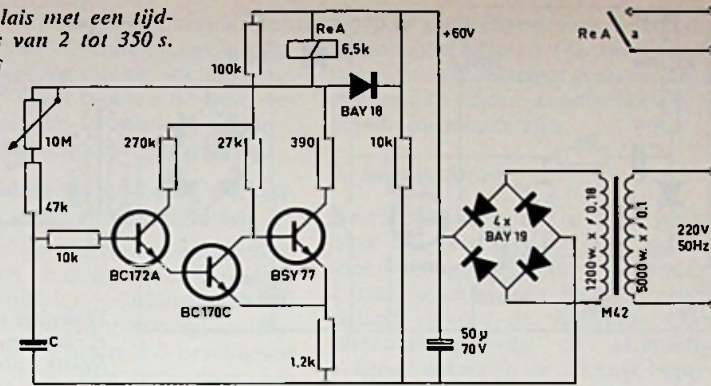 lais met een tijd-
s van 2 tot 350 s.
ReA
6,5k
+60V
ReA
a
100k
BAY 18
10M
270k
27k
390
10k
47k
4x
BAY 19
1200 w. x ø 0,18
5000 w. x ø 0,1
220V
50Hz
10k
BC172A
BSY77
BC170C
M42
C
1,2k
50µ
70V